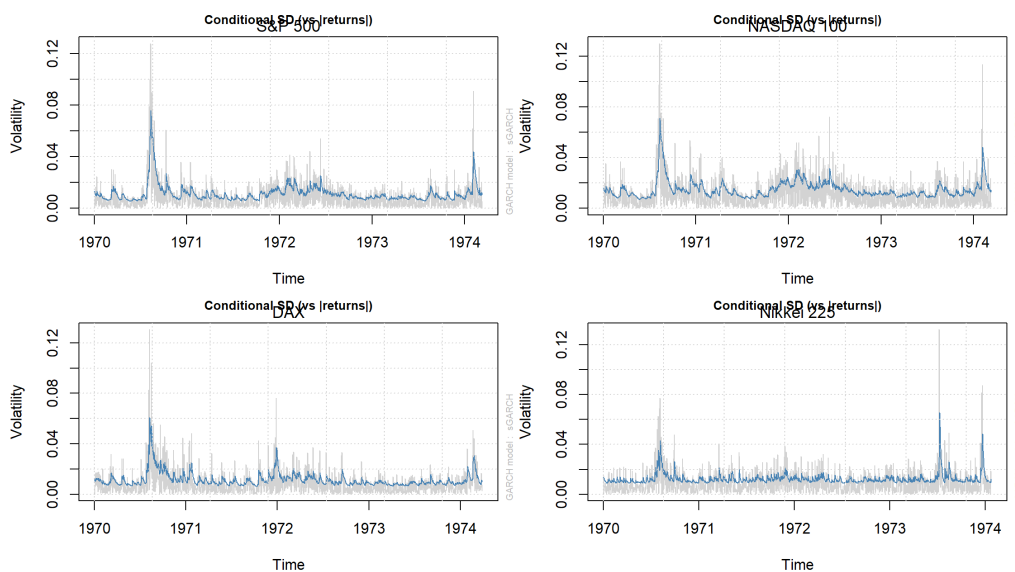 Conditional SD (vs |returns|)
S&P 500
Volatility
0.00 0.04 0.08 0.12
1970 1971 1972 1973 1974
Time
GARCH model : sGARCH
Conditional SD (vs |returns|)
NASDAQ 100
Volatility
0.00 0.04 0.08 0.12
1970 1971 1972 1973 1974
Time
Conditional SD (vs |returns|)
DAX
Volatility
0.00 0.04 0.08 0.12
1970 1971 1972 1973 1974
Time
GARCH model : sGARCH
Conditional SD (vs |returns|)
Nikkei 225
Volatility
0.00 0.04 0.08 0.12
1970 1971 1972 1973 1974
Time